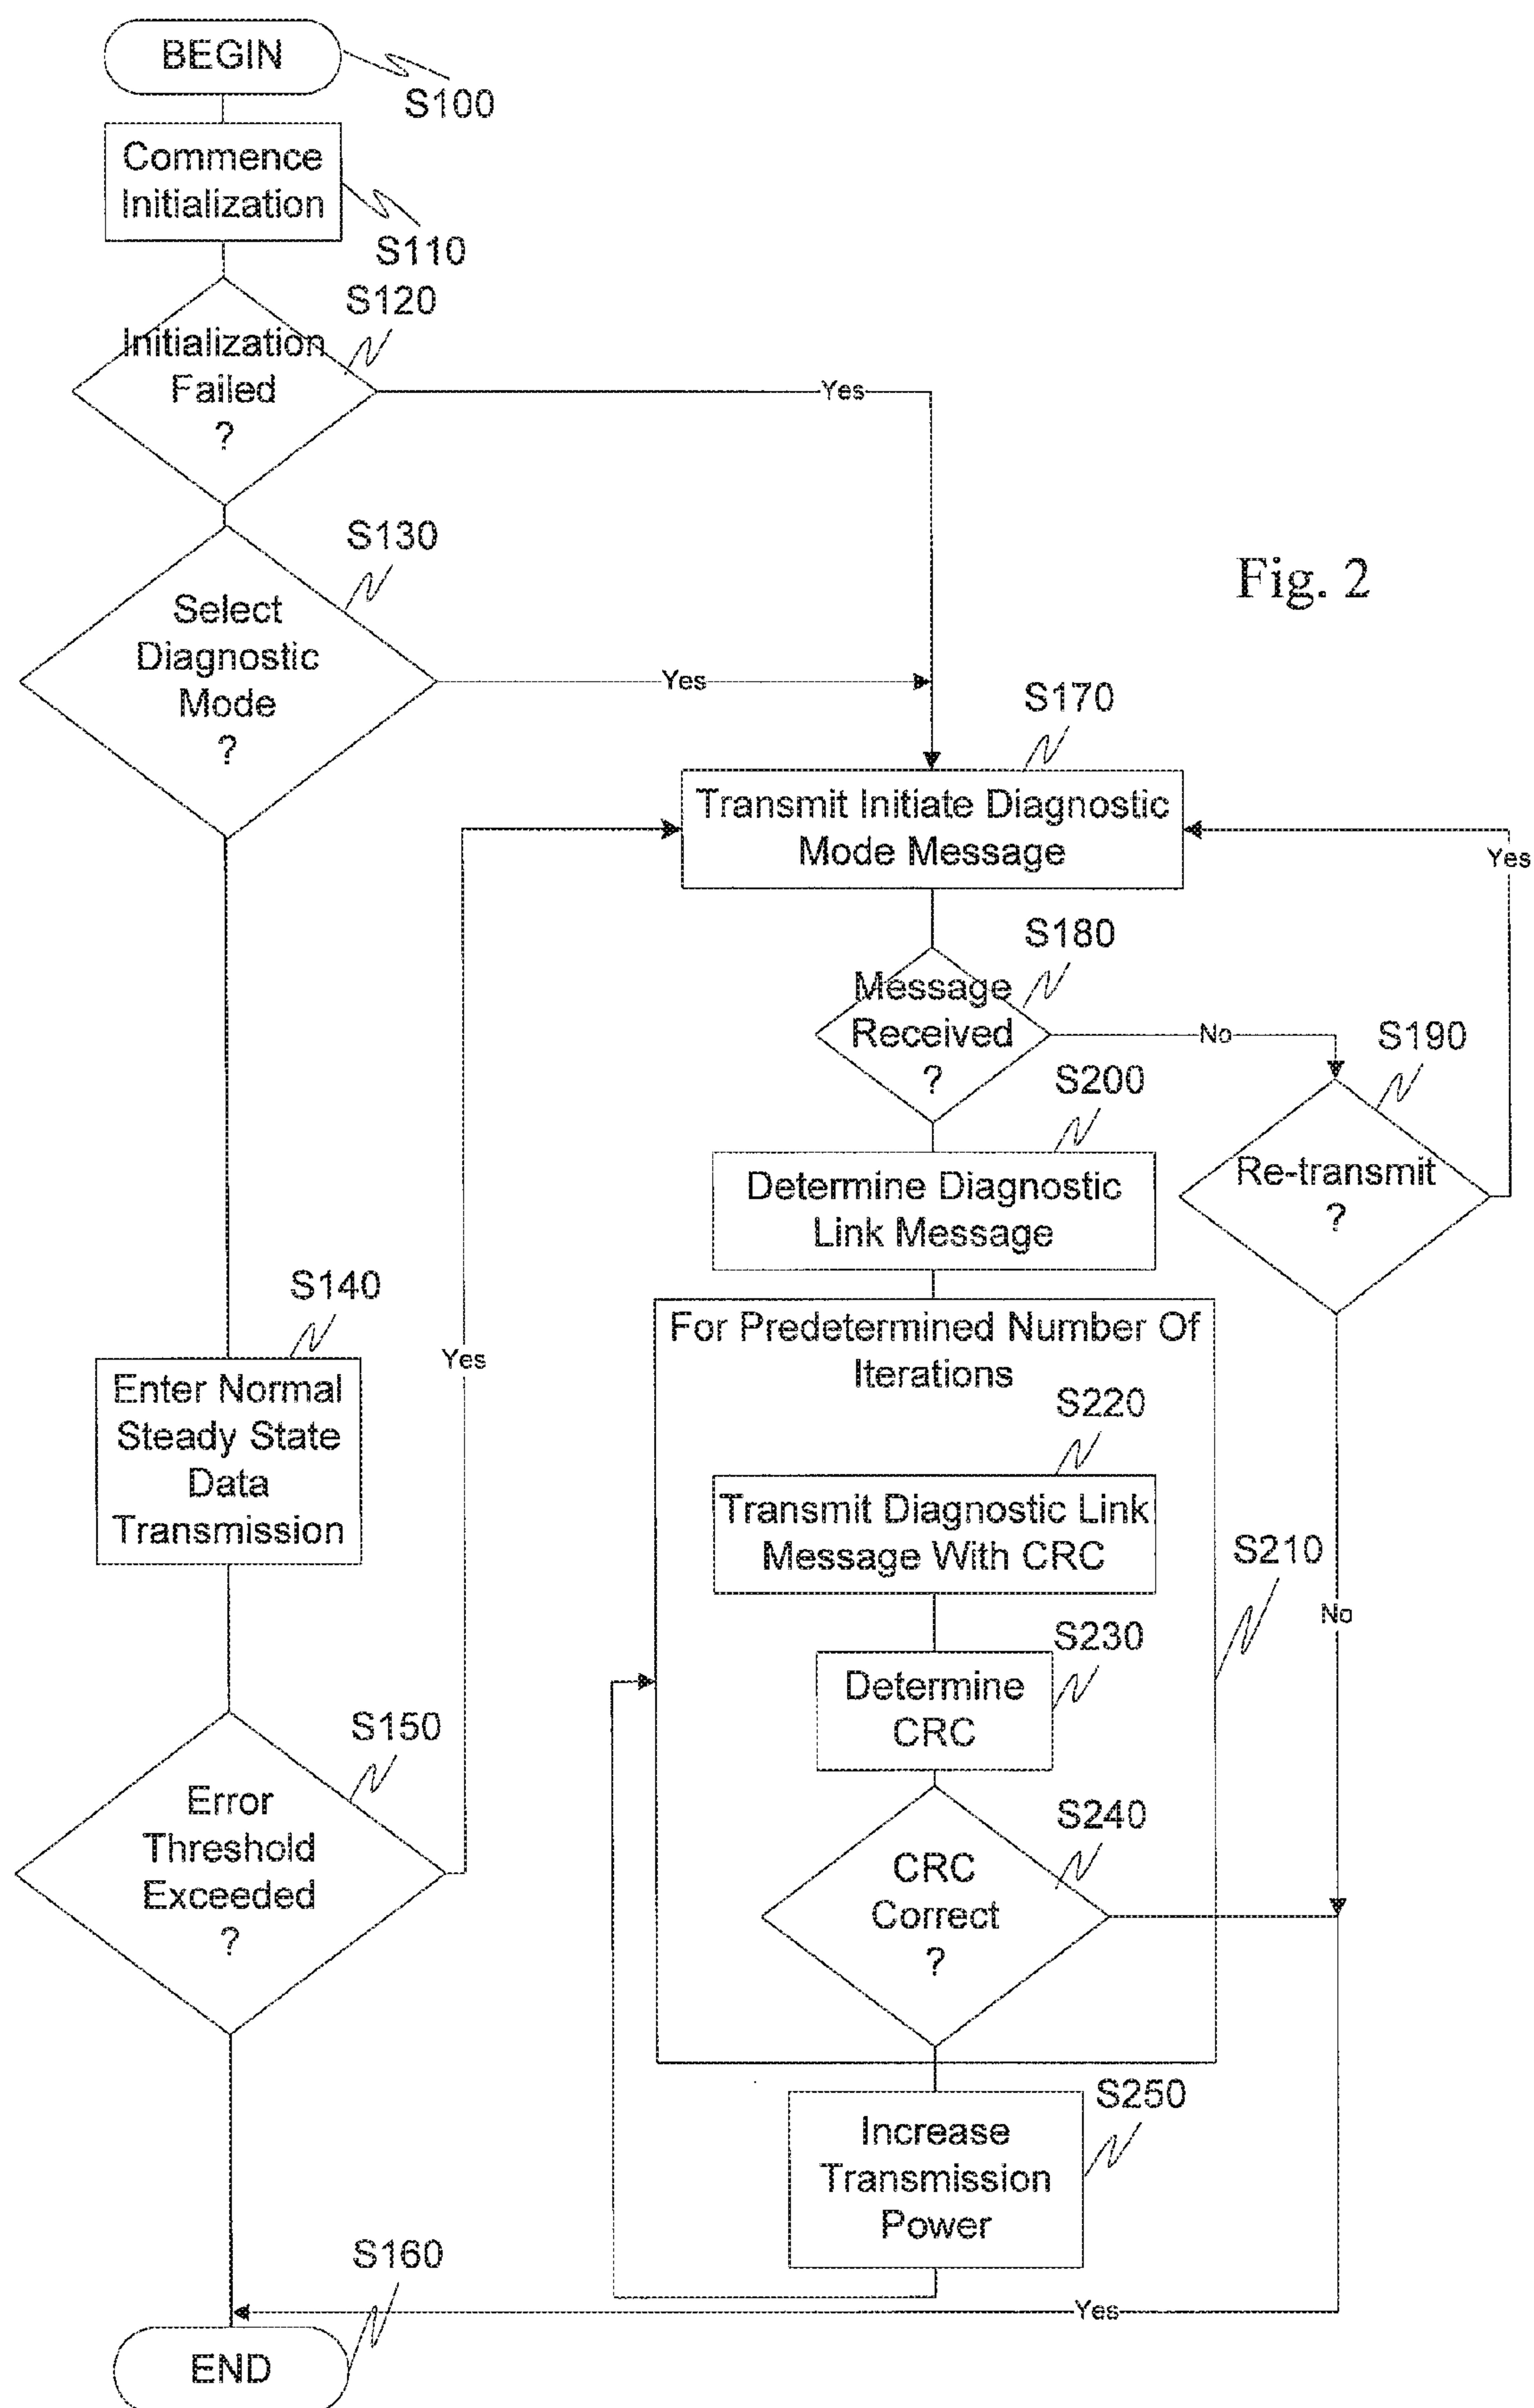 BEGIN
S100
Commence
Initialization
S110
S120
Initialization
Failed
?
Yes
S130
Select
Diagnostic
Mode
?
Yes
Fig. 2
S170
Transmit Initiate Diagnostic
Mode Message
Yes
S180
Message
Received
?
No
S190
Re-transmit
?
S200
Determine Diagnostic
Link Message
S140
Enter Normal
Steady State
Data
Transmission
Yes
For Predetermined Number Of
Iterations
S220
Transmit Diagnostic Link
Message With CRC
S210
No
S230
Determine
CRC
S150
Error
Threshold
Exceeded
?
S240
CRC
Correct
?
S250
Increase
Transmission
Power
S160
Yes
END